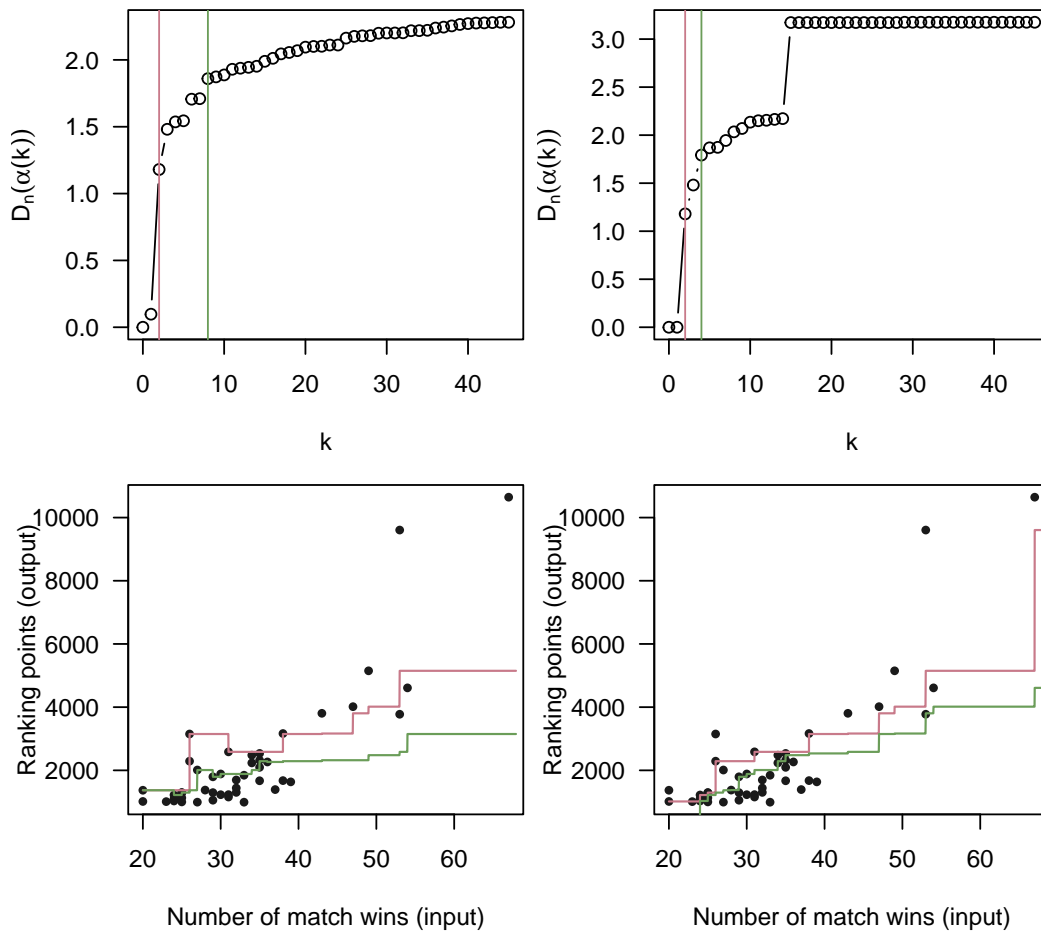 Dn(α(k))
0.0
0.5
1.0
1.5
2.0
0 10 20 30 40
k
Dn(α(k))
0.0
0.5
1.0
1.5
2.0
2.5
3.0
0 10 20 30 40
k
Ranking points (output)
10000
8000
6000
4000
2000
20 30 40 50 60
Number of match wins (input)
Ranking points (output)
10000
8000
6000
4000
2000
20 30 40 50 60
Number of match wins (input)